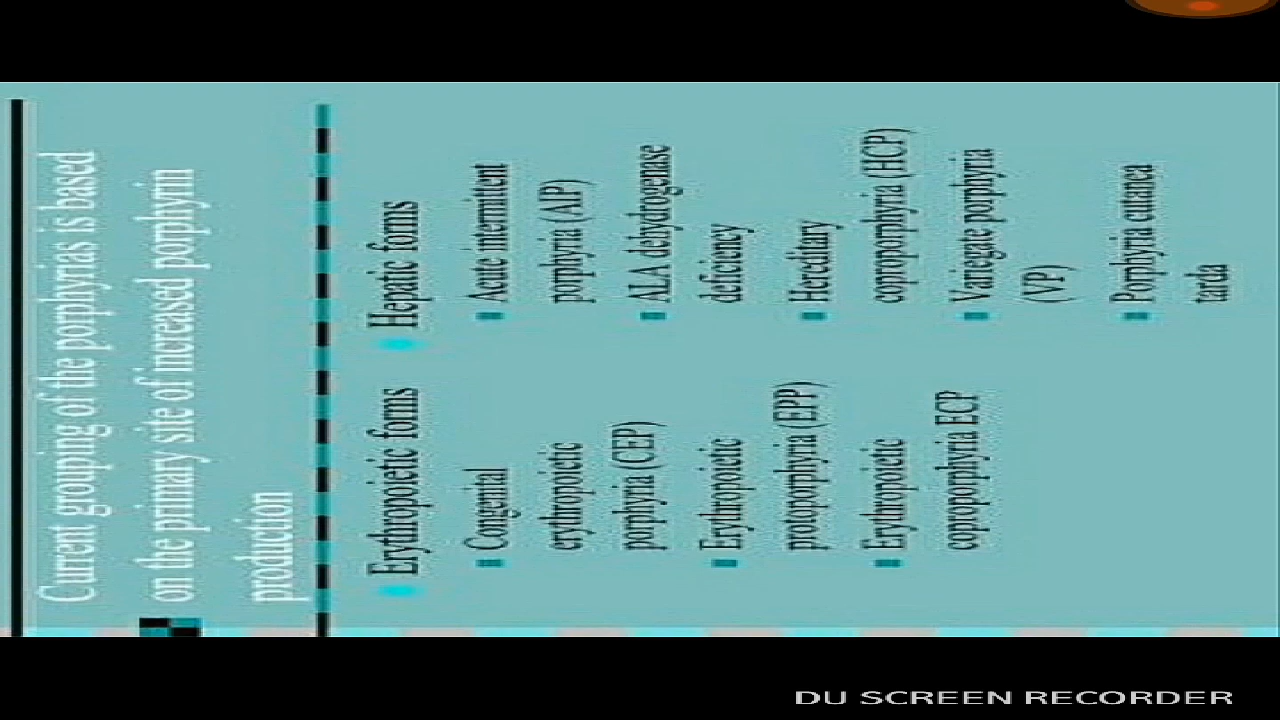 Current grouping of the porphyrias is based
on the primary site of increased porphyrin
production
Erythropoietic forms
Congenital
erythropoietic
porphyria (CEP)
Erythropoietic
protoporphyria (EPP)
Erythropoietic
coproporphyria ECP
Hepatic forms
Acute intermittent
porphyria (AIP)
ALA dehydrogenase
deficiency
Hereditary
coproporphyria (HCP)
Variegate porphyria
(VP)
Porphyria cutanea
tarda
DU SCREEN RECORDER